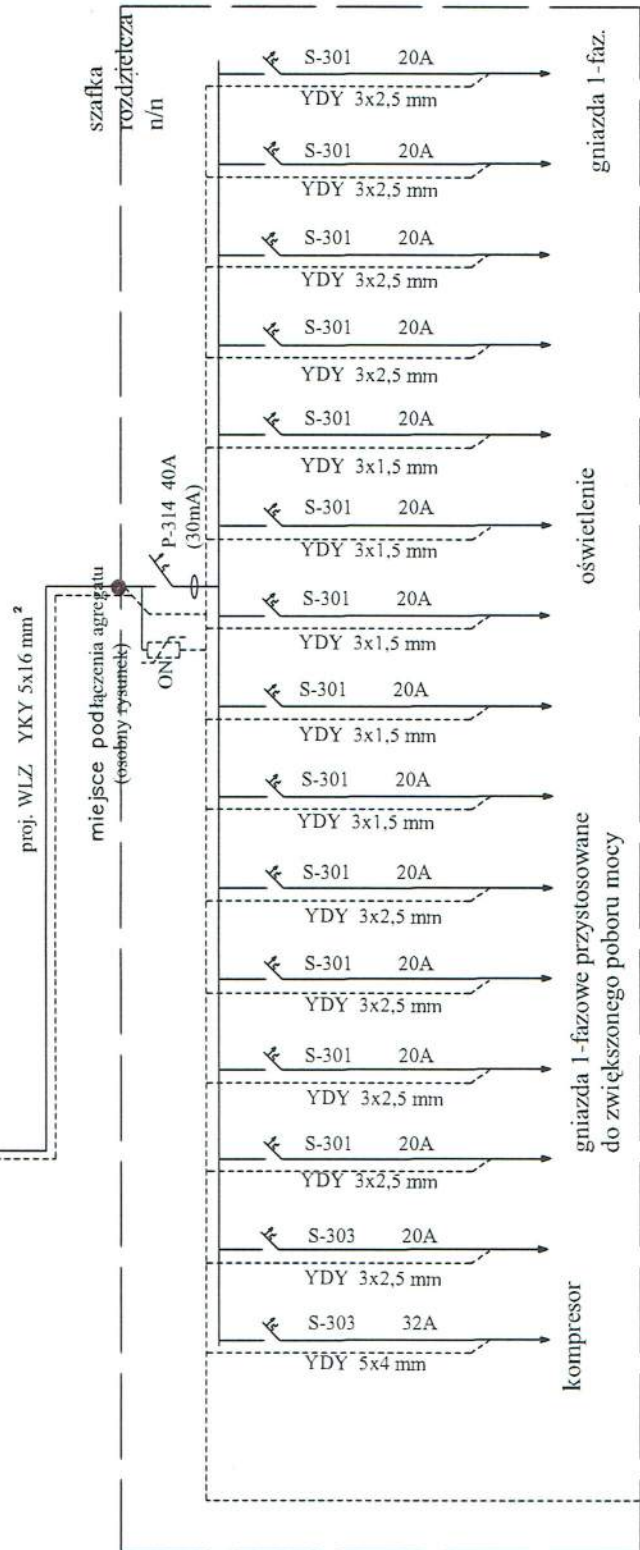 szafka
rozdzielcza
n/n
proj. WLZ YKY 5x16 mm²
miejsce podłączenia agregatu
(osobny rysunek)
ON
P-314 40A
(30mA)
S-301 20A
YDY 3x2,5 mm
S-301 20A
YDY 3x2,5 mm
S-301 20A
YDY 3x2,5 mm
S-301 20A
YDY 3x2,5 mm
gniazda 1-faz.
S-301 20A
YDY 3x1,5 mm
S-301 20A
YDY 3x1,5 mm
S-301 20A
YDY 3x1,5 mm
S-301 20A
YDY 3x1,5 mm
S-301 20A
YDY 3x1,5 mm
oświetlenie
S-301 20A
YDY 3x2,5 mm
S-301 20A
YDY 3x2,5 mm
S-301 20A
YDY 3x2,5 mm
S-301 20A
YDY 3x2,5 mm
gniazda 1-fazowe przystosowane
do zwiększonego poboru mocy
S-303 20A
YDY 3x2,5 mm
S-303 32A
YDY 5x4 mm
kompresor